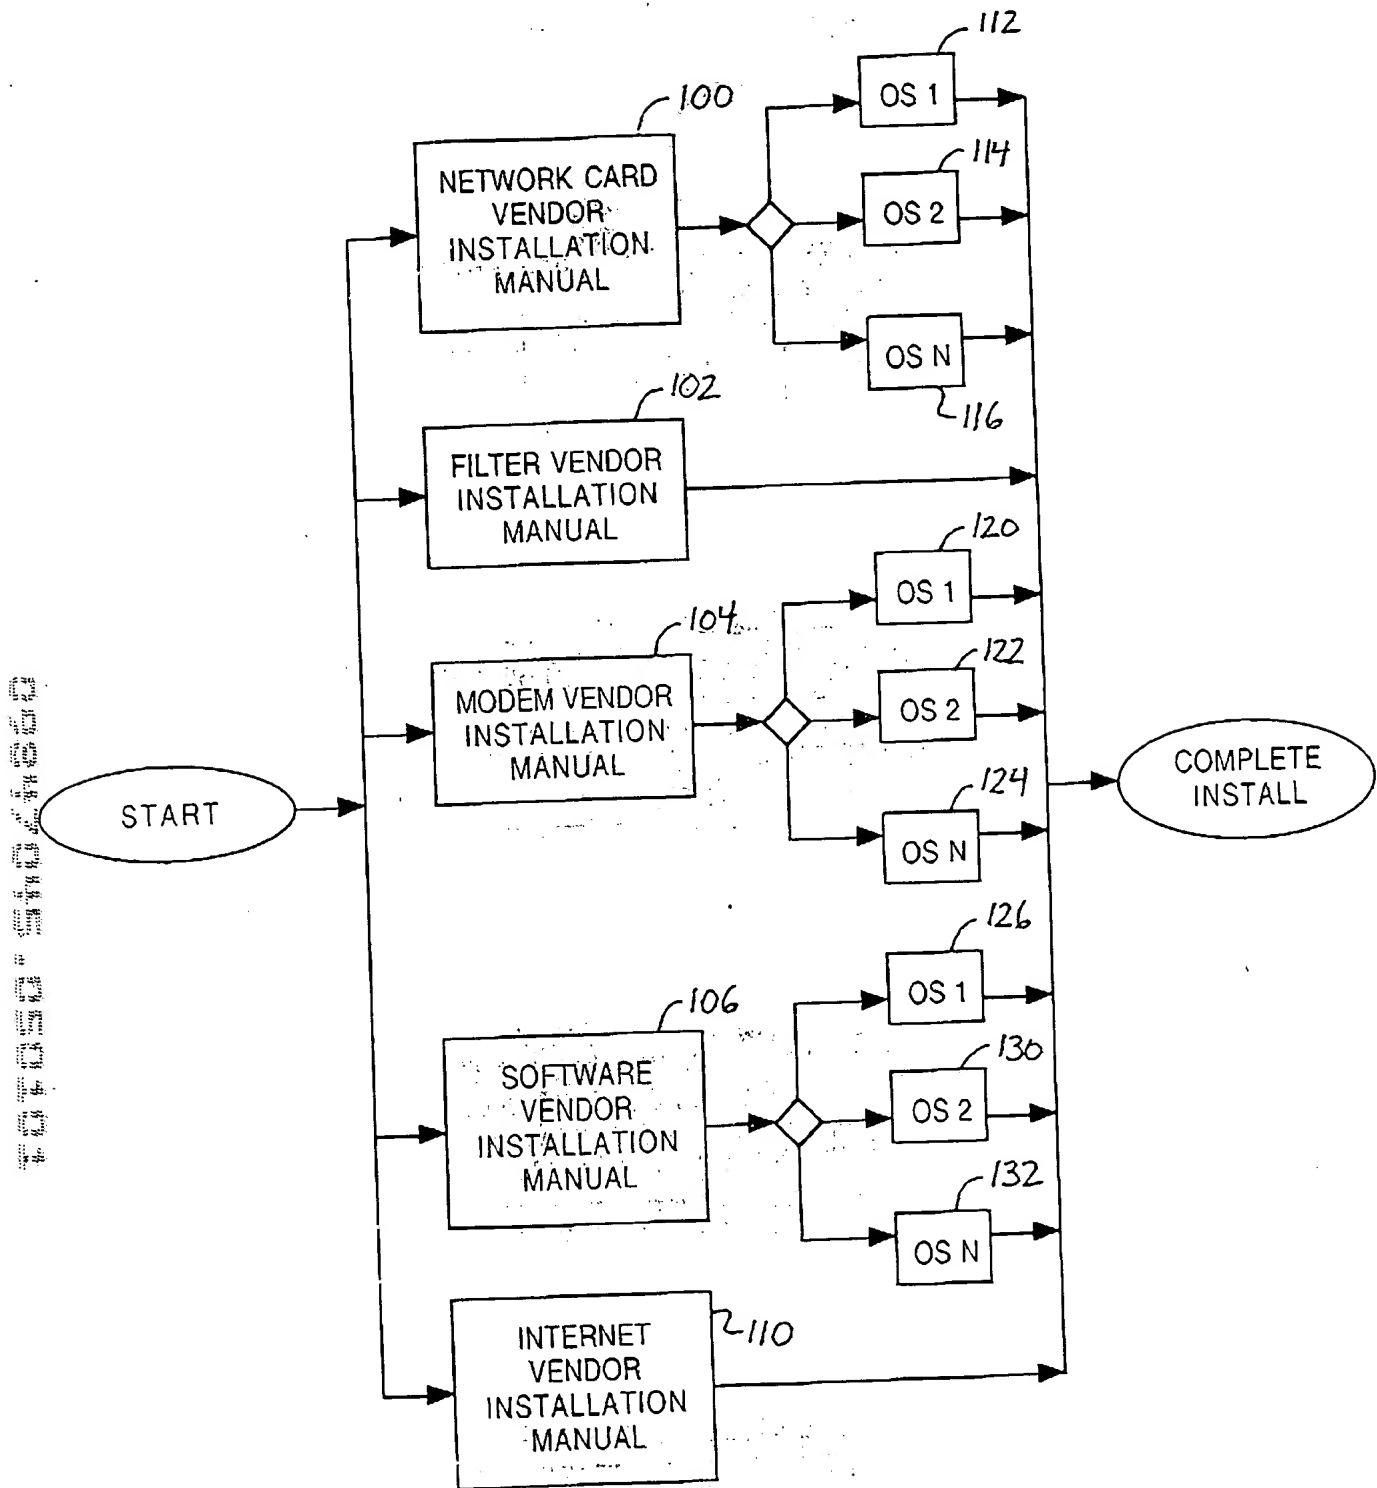 112
OS 1
100
NETWORK CARD
VENDOR
INSTALLATION
MANUAL
114
OS 2
OS N
116
102
FILTER VENDOR
INSTALLATION
MANUAL
120
OS 1
104
MODEM VENDOR
INSTALLATION
MANUAL
122
OS 2
124
OS N
START
COMPLETE
INSTALL
126
OS 1
106
SOFTWARE
VENDOR
INSTALLATION
MANUAL
130
OS 2
132
OS N
110
INTERNET
VENDOR
INSTALLATION
MANUAL